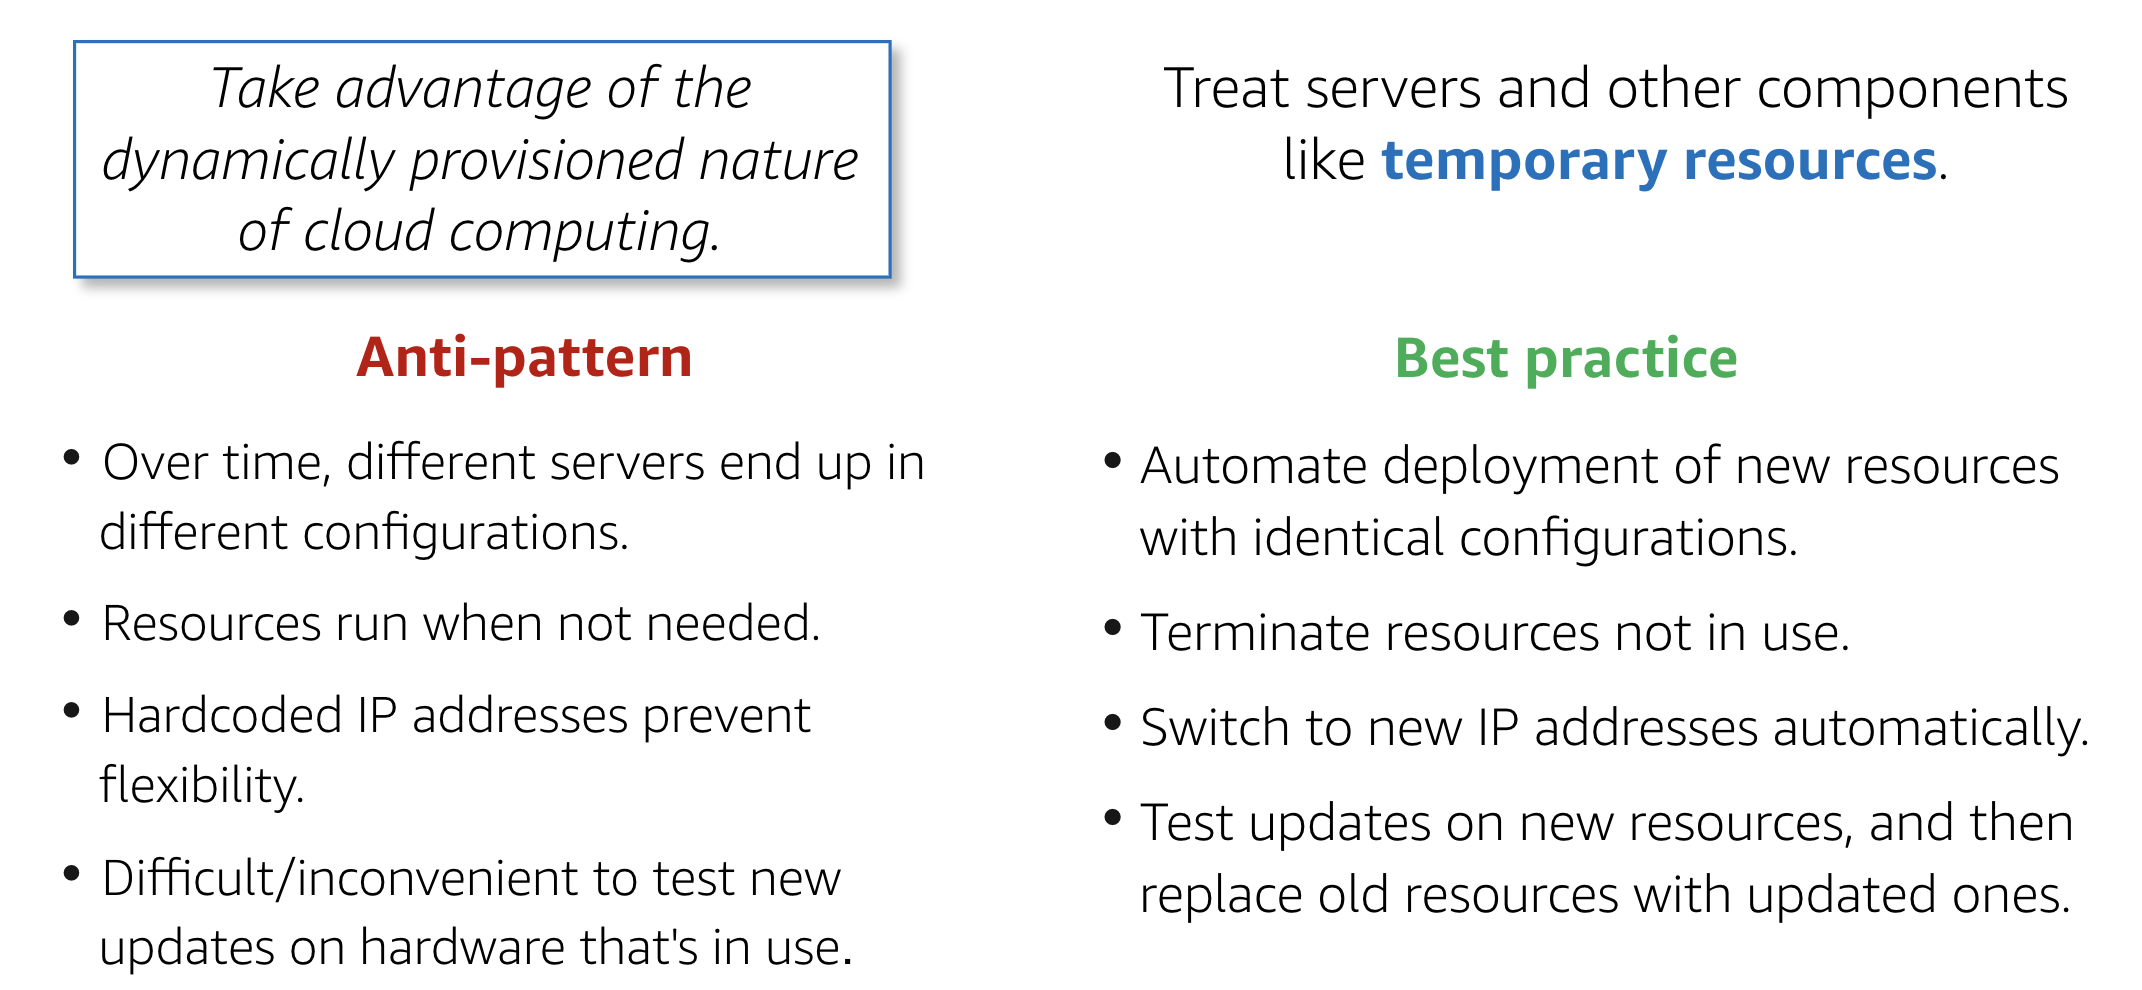 Take advantage of the
dynamically provisioned nature
of cloud computing.
Treat servers and other components
like temporary resources.
Anti-pattern
• Over time, different servers end up in
different configurations.
• Resources run when not needed.
• Hardcoded IP addresses prevent
flexibility.
• Difficult/inconvenient to test new
updates on hardware that's in use.
Best practice
• Automate deployment of new resources
with identical configurations.
• Terminate resources not in use.
• Switch to new IP addresses automatically.
• Test updates on new resources, and then
replace old resources with updated ones.